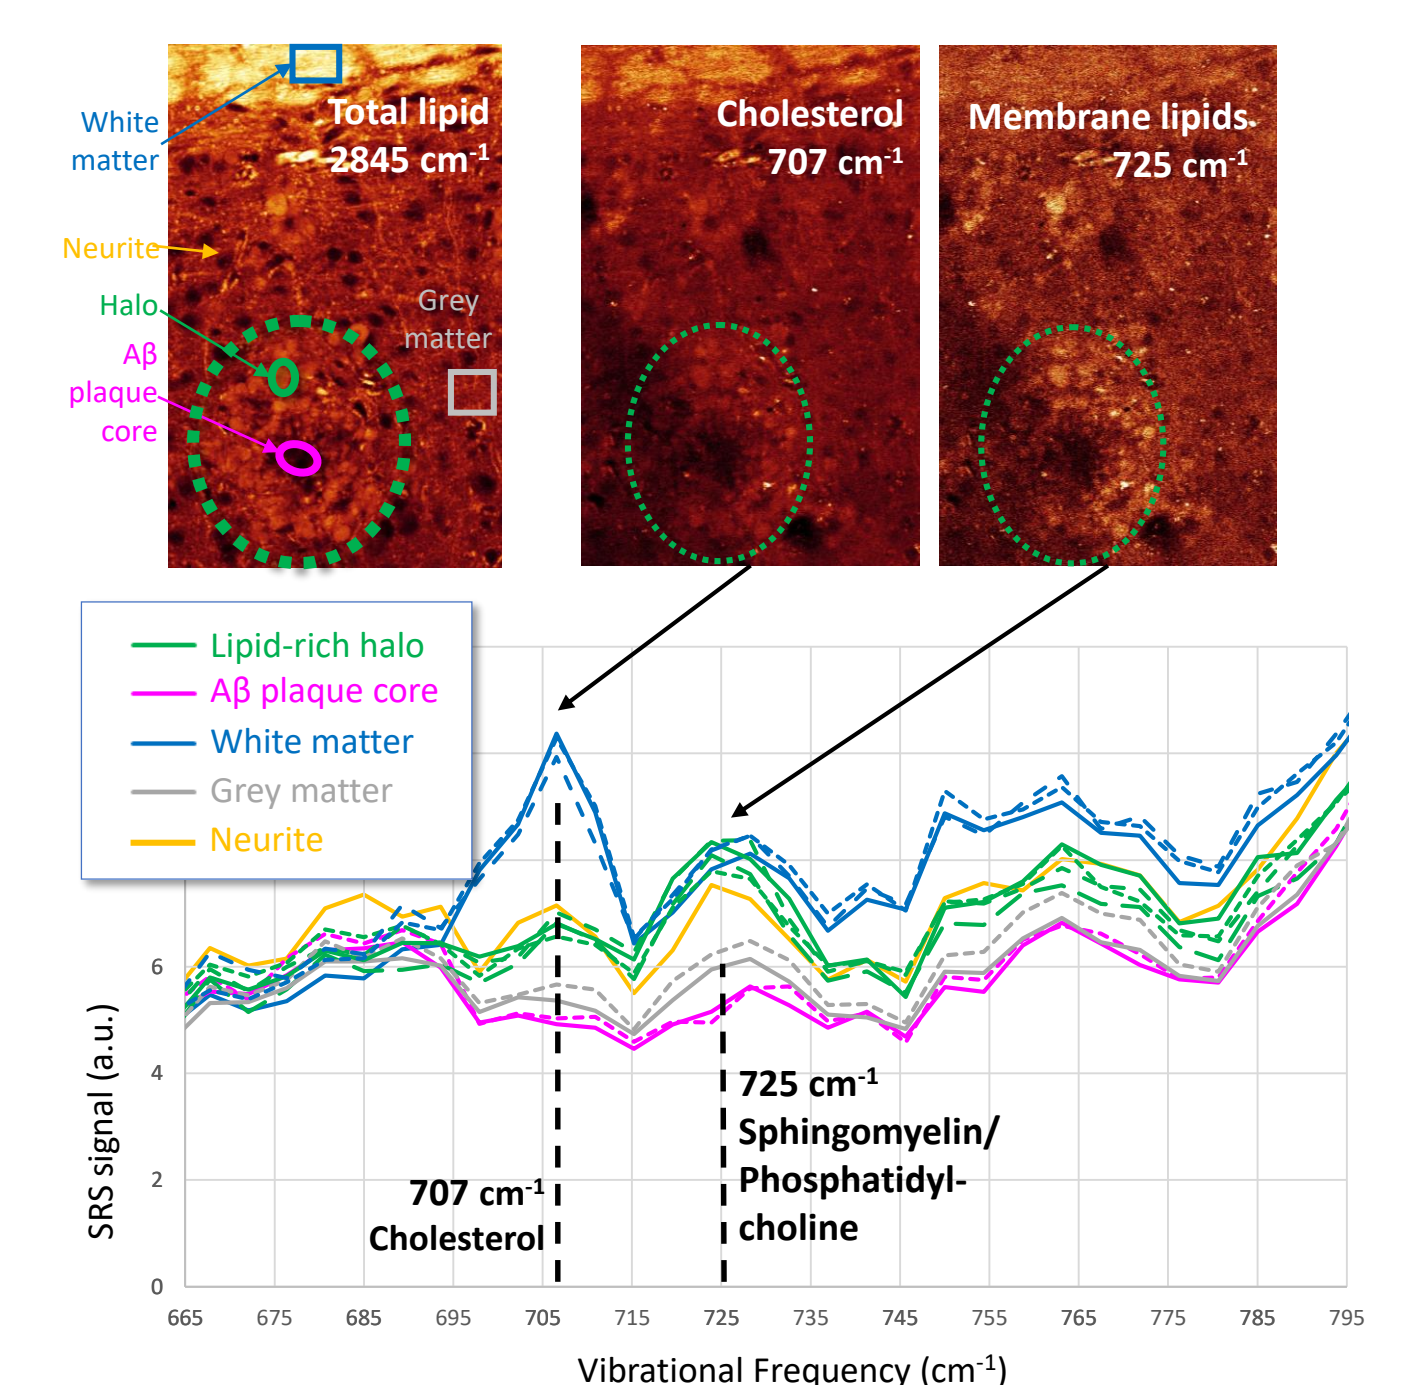 White
matter
Neurite
Halo
Aβ
plaque
core
Total lipid
2845 cm⁻¹
Grey
matter
Cholesterol
707 cm⁻¹
Membrane lipids
725 cm⁻¹
Lipid-rich halo
Aβ plaque core
White matter
Grey matter
Neurite
SRS signal (a.u.)
6
4
2
0
707 cm⁻¹
Cholesterol
725 cm⁻¹
Sphingomyelin/
Phosphatidyl-
choline
665 675 685 695 705 715 725 735 745 755 765 775 785 795
Vibrational Frequency (cm⁻¹)